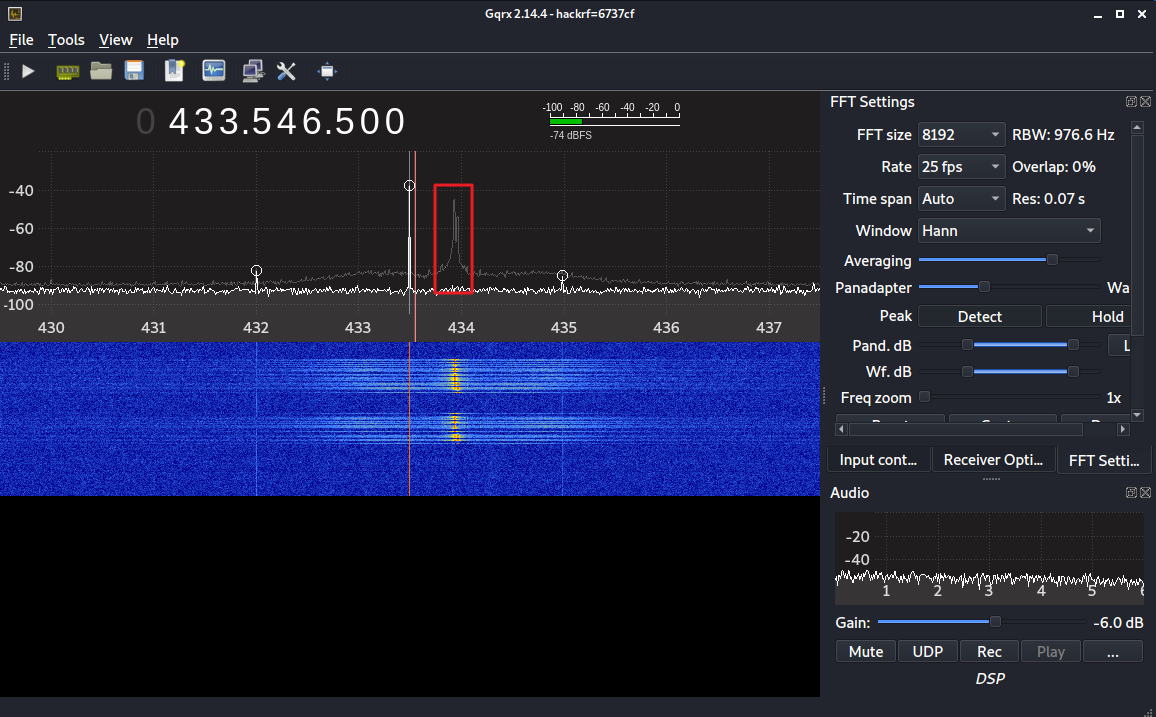 Gqrx 2.14.4 - hackrf=6737cf
File Tools View Help
0 433.546.500
-100 -80 -60 -40 -20 0
-74 dBFS
-40
-60
-80
-100
430 431 432 433 434 435 436 437
FFT Settings
FFT size 8192 RBW: 976.6 Hz
Rate 25 fps Overlap: 0%
Time span Auto Res: 0.07 s
Window Hann
Averaging
Panadapter Wa
Peak Detect Hold
Pand. dB L
Wf. dB
Freq zoom 1x
Input cont... Receiver Opti... FFT Setti...
Audio
-20
-40
1 2 3 4 5
Gain: -6.0 dB
Mute UDP Rec Play ...
DSP